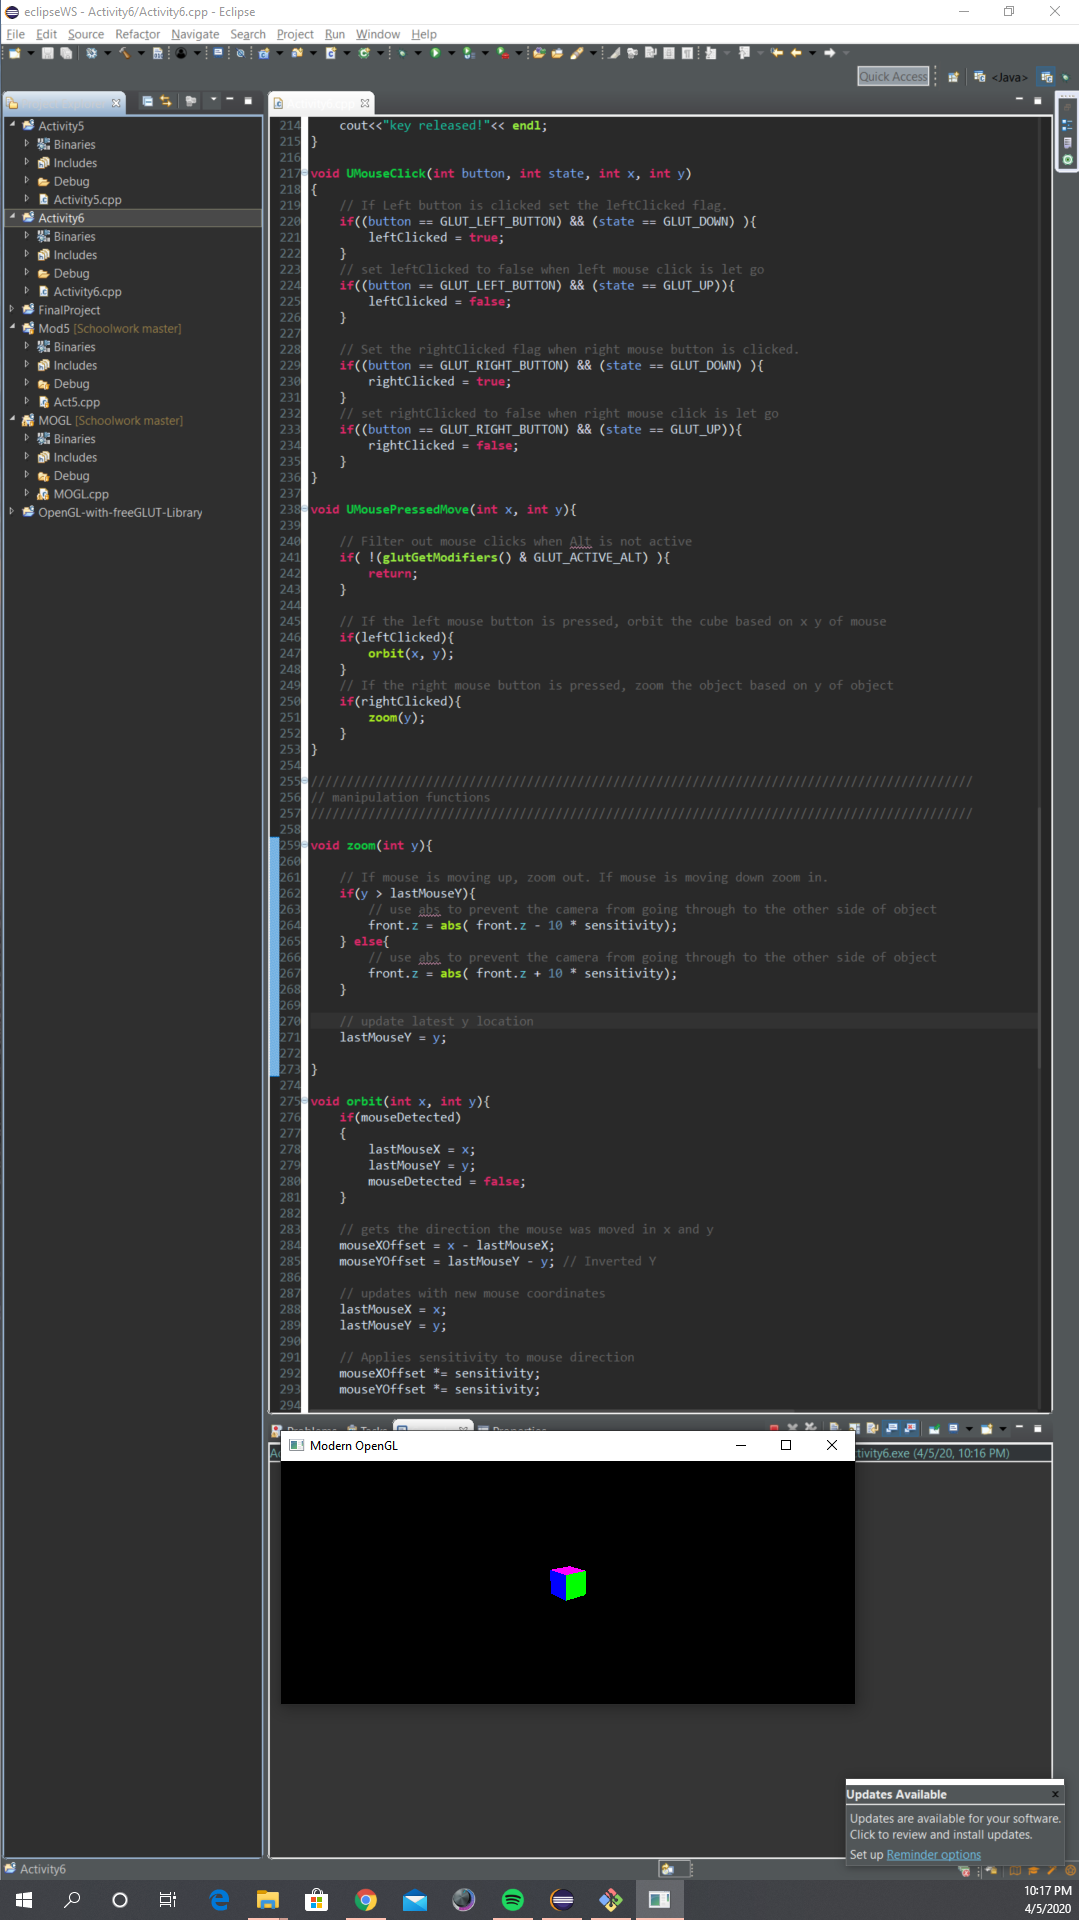 eclipseWS - Activity6/Activity6.cpp - Eclipse
File Edit Source Refactor Navigate Search Project Run Window Help
Quick Access
<Java>
Activity5
Binaries
Includes
Debug
Activity5.cpp
Activity6
Binaries
Includes
Debug
Activity6.cpp
FinalProject
Mod5 [Schoolwork master]
Binaries
Includes
Debug
Act5.cpp
MOGL [Schoolwork master]
Binaries
Includes
Debug
MOGL.cpp
OpenGL-with-freeGLUT-Library
214 cout<<"key released!"<< endl;
215 }
216
217 void UMouseClick(int button, int state, int x, int y)
218 {
219 // If Left button is clicked set the leftClicked flag.
220 if((button == GLUT_LEFT_BUTTON) && (state == GLUT_DOWN) ){
221 leftClicked = true;
222 }
223 // set leftClicked to false when left mouse click is let go
224 if((button == GLUT_LEFT_BUTTON) && (state == GLUT_UP)){
225 leftClicked = false;
226 }
227
228 // Set the rightClicked flag when right mouse button is clicked.
229 if((button == GLUT_RIGHT_BUTTON) && (state == GLUT_DOWN) ){
230 rightClicked = true;
231 }
232 // set rightClicked to false when right mouse click is let go
233 if((button == GLUT_RIGHT_BUTTON) && (state == GLUT_UP)){
234 rightClicked = false;
235 }
236 }
237
238 void UMousePressedMove(int x, int y){
239
240 // Filter out mouse clicks when Alt is not active
241 if( !(glutGetModifiers() & GLUT_ACTIVE_ALT) ){
242 return;
243 }
244
245 // If the left mouse button is pressed, orbit the cube based on x y of mouse
246 if(leftClicked){
247 orbit(x, y);
248 }
249 // If the right mouse button is pressed, zoom the object based on y of object
250 if(rightClicked){
251 zoom(y);
252 }
253 }
254
255 ////////////////////////////////////////////////////////////////////////////////////////////
256 // manipulation functions
257 ////////////////////////////////////////////////////////////////////////////////////////////
258
259 void zoom(int y){
260
261 // If mouse is moving up, zoom out. If mouse is moving down zoom in.
262 if(y > lastMouseY){
263 // use abs to prevent the camera from going through to the other side of object
264 front.z = abs( front.z - 10 * sensitivity);
265 } else{
266 // use abs to prevent the camera from going through to the other side of object
267 front.z = abs( front.z + 10 * sensitivity);
268 }
269
270 // update latest y location
271 lastMouseY = y;
272
273 }
274
275 void orbit(int x, int y){
276 if(mouseDetected)
277 {
278 lastMouseX = x;
279 lastMouseY = y;
280 mouseDetected = false;
281 }
282
283 // gets the direction the mouse was moved in x and y
284 mouseXOffset = x - lastMouseX;
285 mouseYOffset = lastMouseY - y; // Inverted Y
286
287 // updates with new mouse coordinates
288 lastMouseX = x;
289 lastMouseY = y;
290
291 // Applies sensitivity to mouse direction
292 mouseXOffset *= sensitivity;
293 mouseYOffset *= sensitivity;
294
Problems Tasks Properties
tivity6.exe (4/5/20, 10:16 PM)
Modern OpenGL
Updates Available
Updates are available for your software.
Click to review and install updates.
Set up Reminder options
Activity6
10:17 PM
4/5/2020